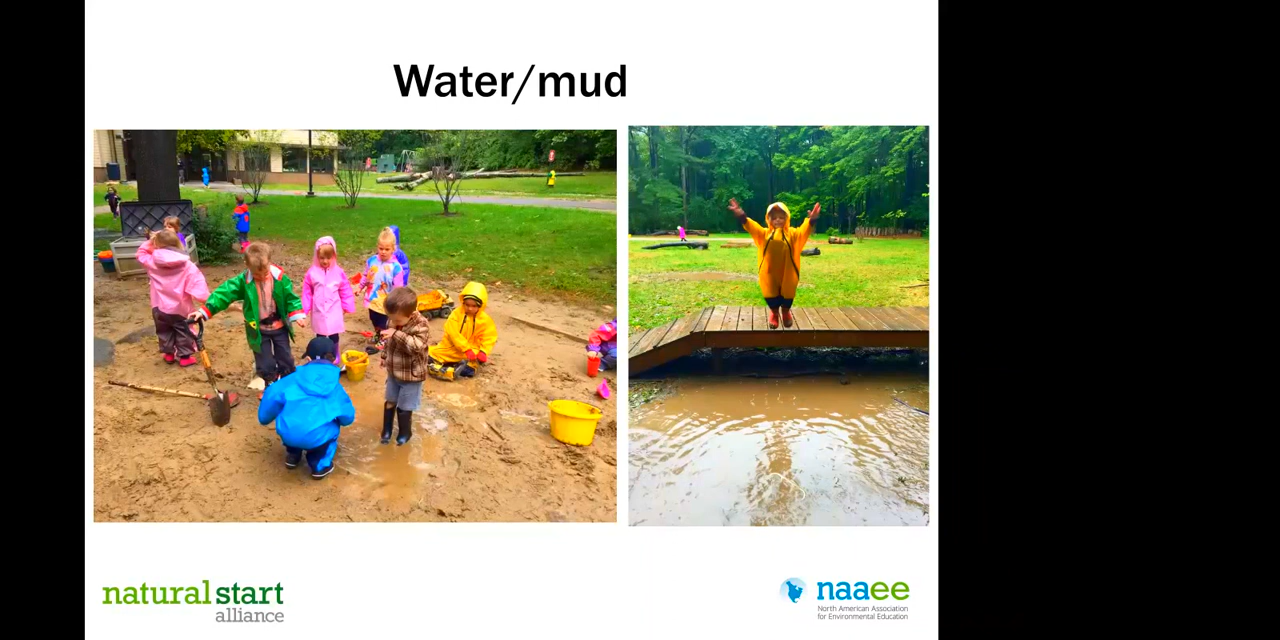 Water/mud
natural start
alliance
naaee
North American Association
for Environmental Education